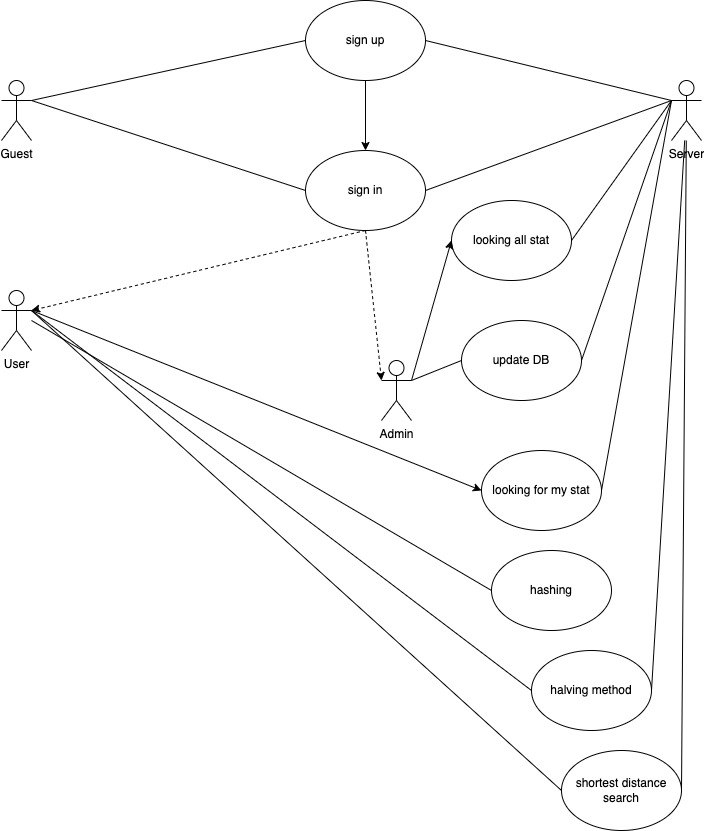 sign up
Guest
Server
sign in
looking all stat
User
update DB
Admin
looking for my stat
hashing
halving method
shortest distance
search